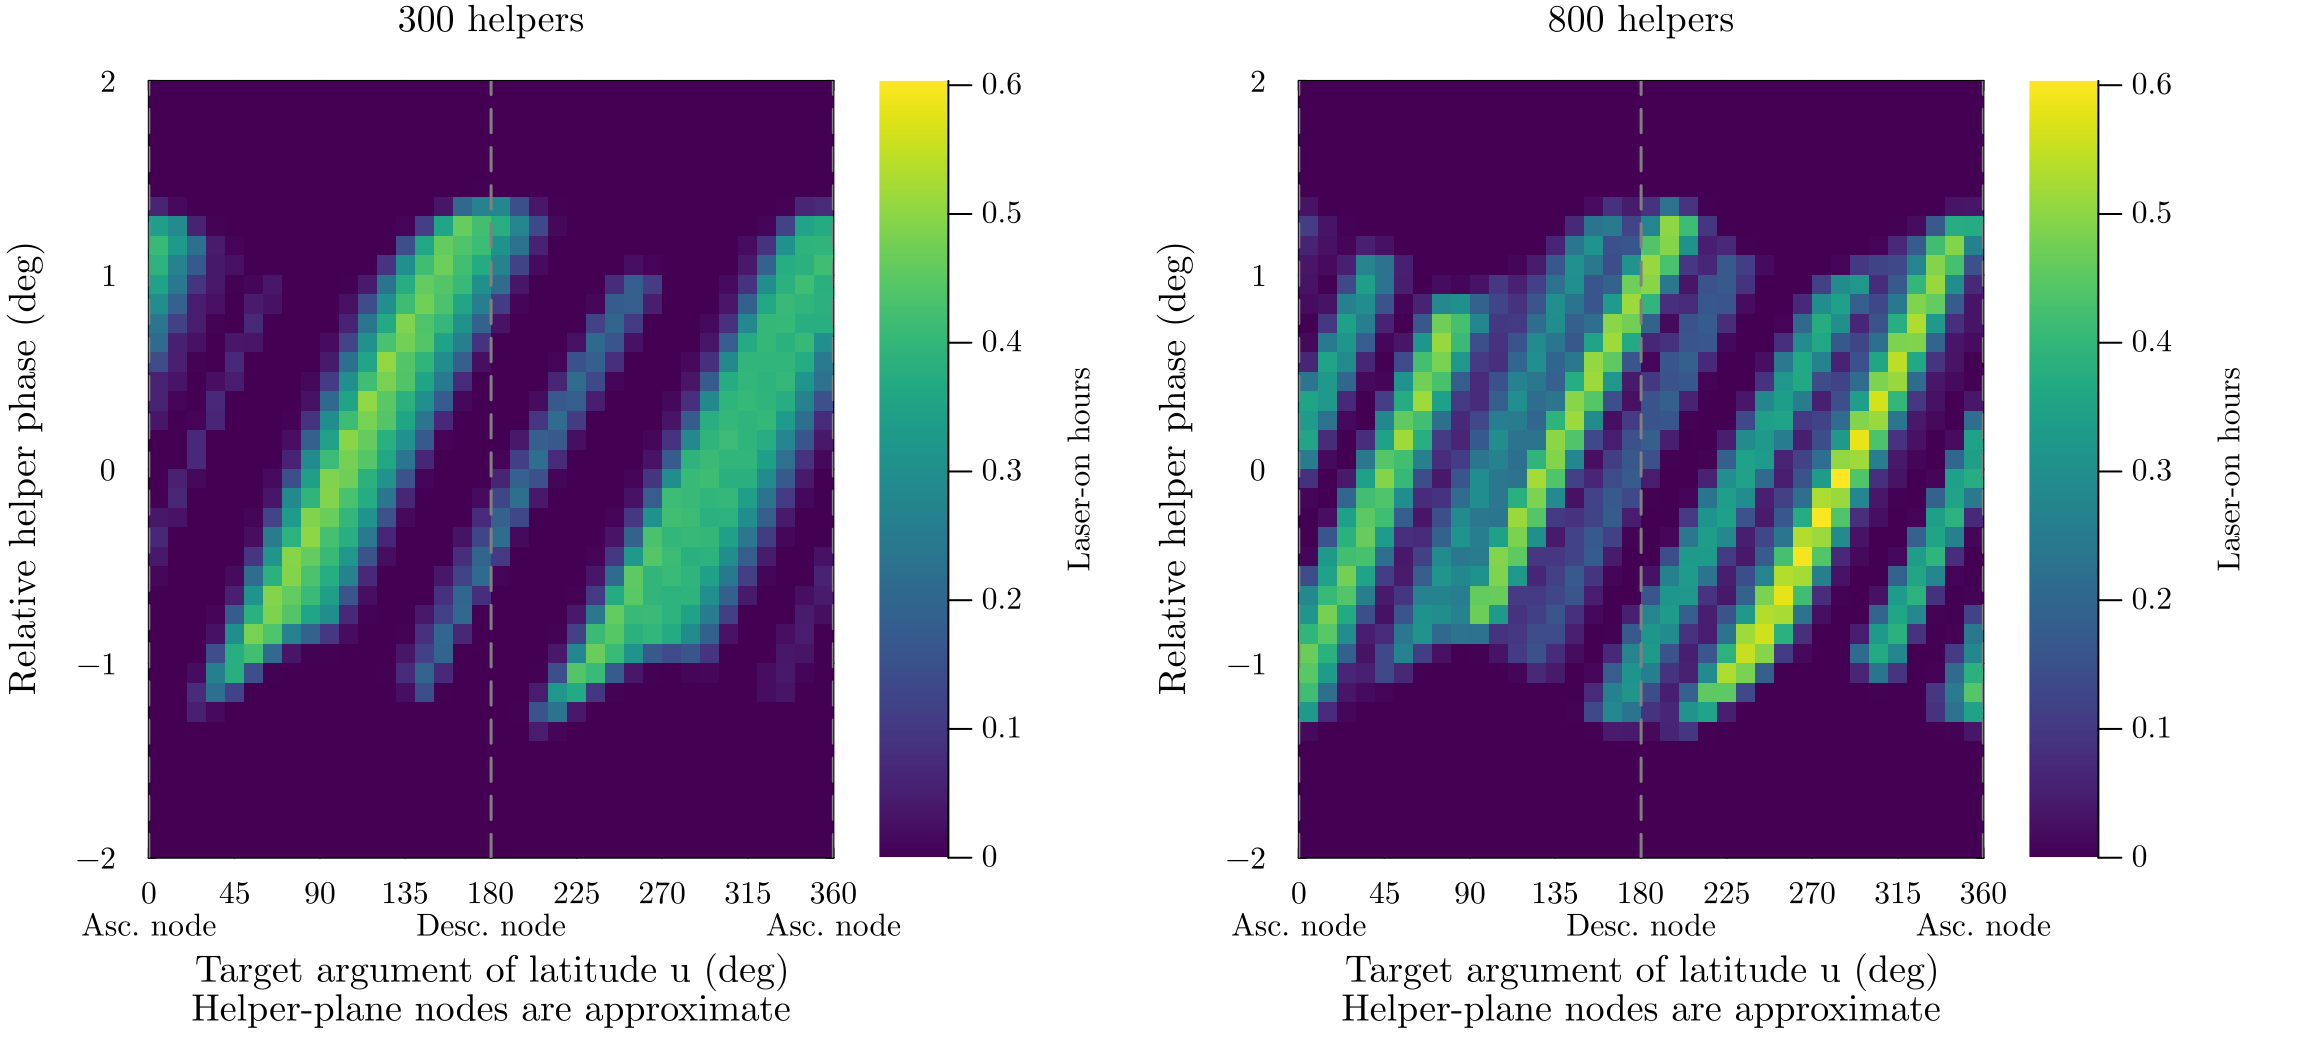 300 helpers
2
1
0
−1
−2
Relative helper phase (deg)
0 45 90 135 180 225 270 315 360
Asc. node Desc. node Asc. node
Target argument of latitude u (deg)
Helper-plane nodes are approximate
0.6
0.5
0.4
0.3
0.2
0.1
0
Laser-on hours
800 helpers
2
1
0
−1
−2
Relative helper phase (deg)
0 45 90 135 180 225 270 315 360
Asc. node Desc. node Asc. node
Target argument of latitude u (deg)
Helper-plane nodes are approximate
0.6
0.5
0.4
0.3
0.2
0.1
0
Laser-on hours